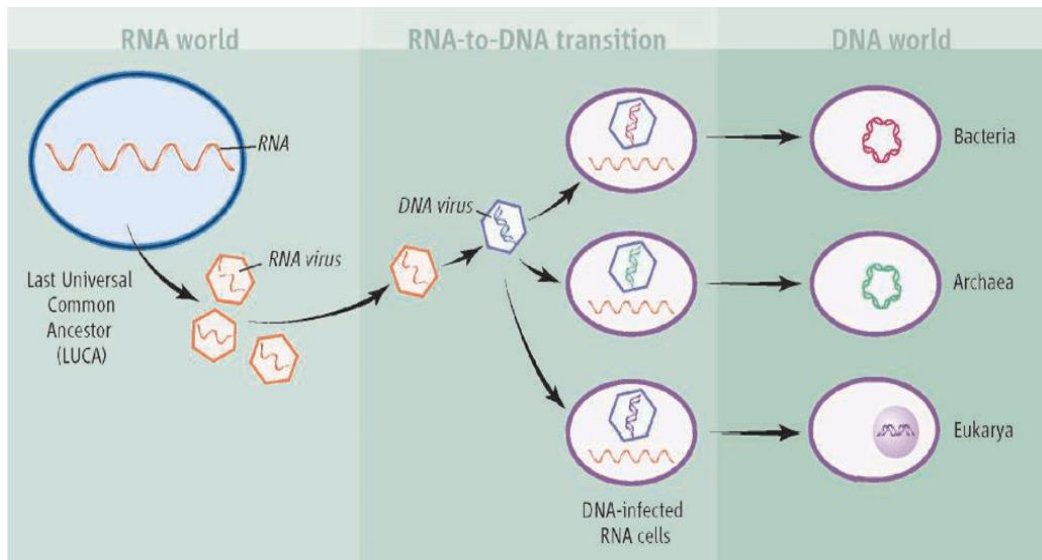 RNA world
RNA-to-DNA transition
DNA world
RNA
Last Universal
Common
Ancestor
(LUCA)
RNA virus
DNA virus
DNA-infected
RNA cells
Bacteria
Archaea
Eukarya